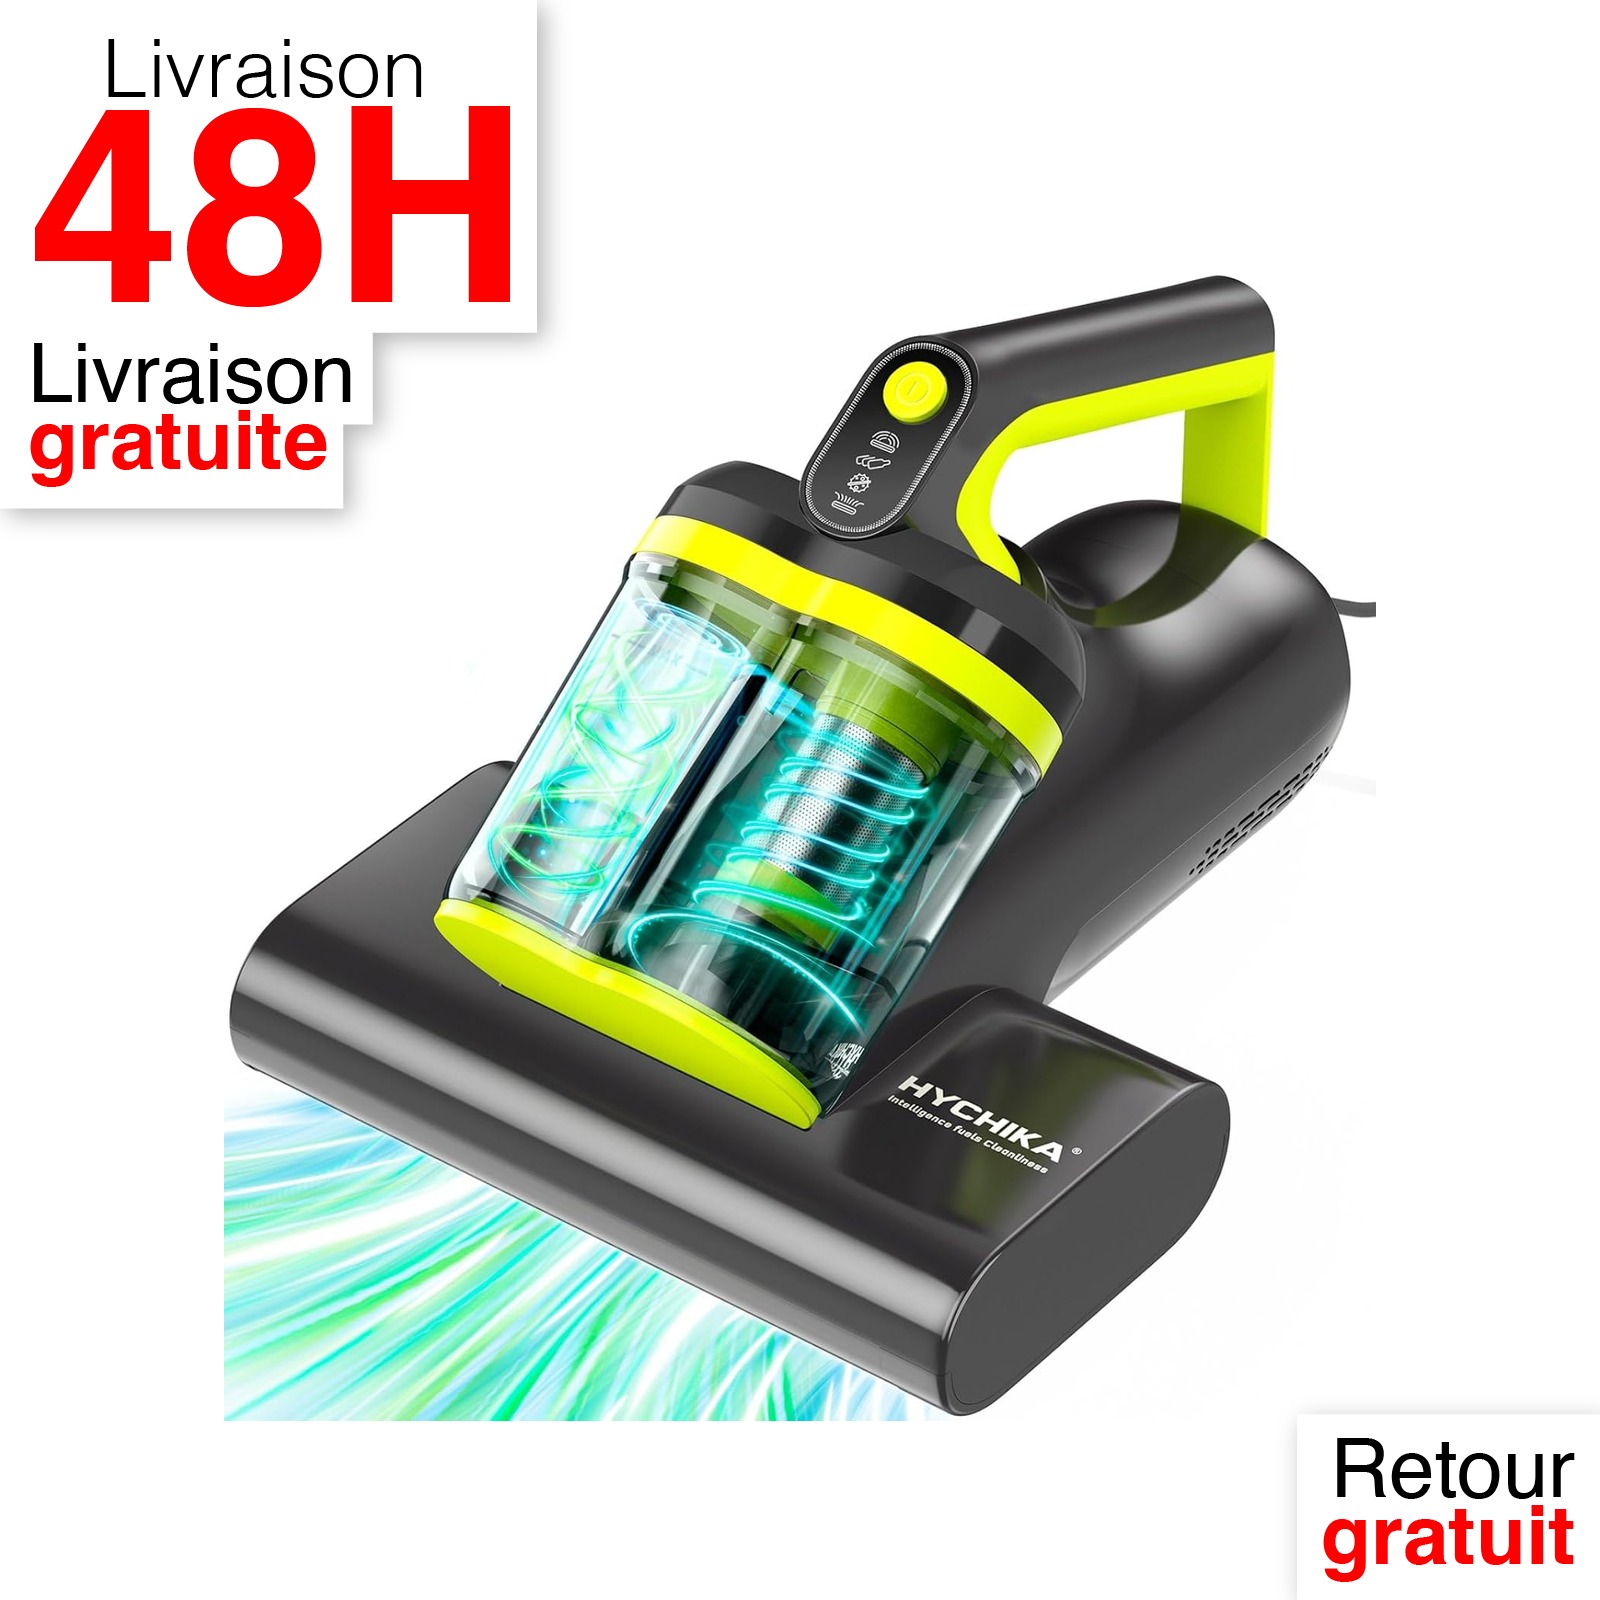 Livraison
48H
Livraison
gratuite
HYCHIKA®
Intelligence fuels Cleanliness
Retour
gratuit